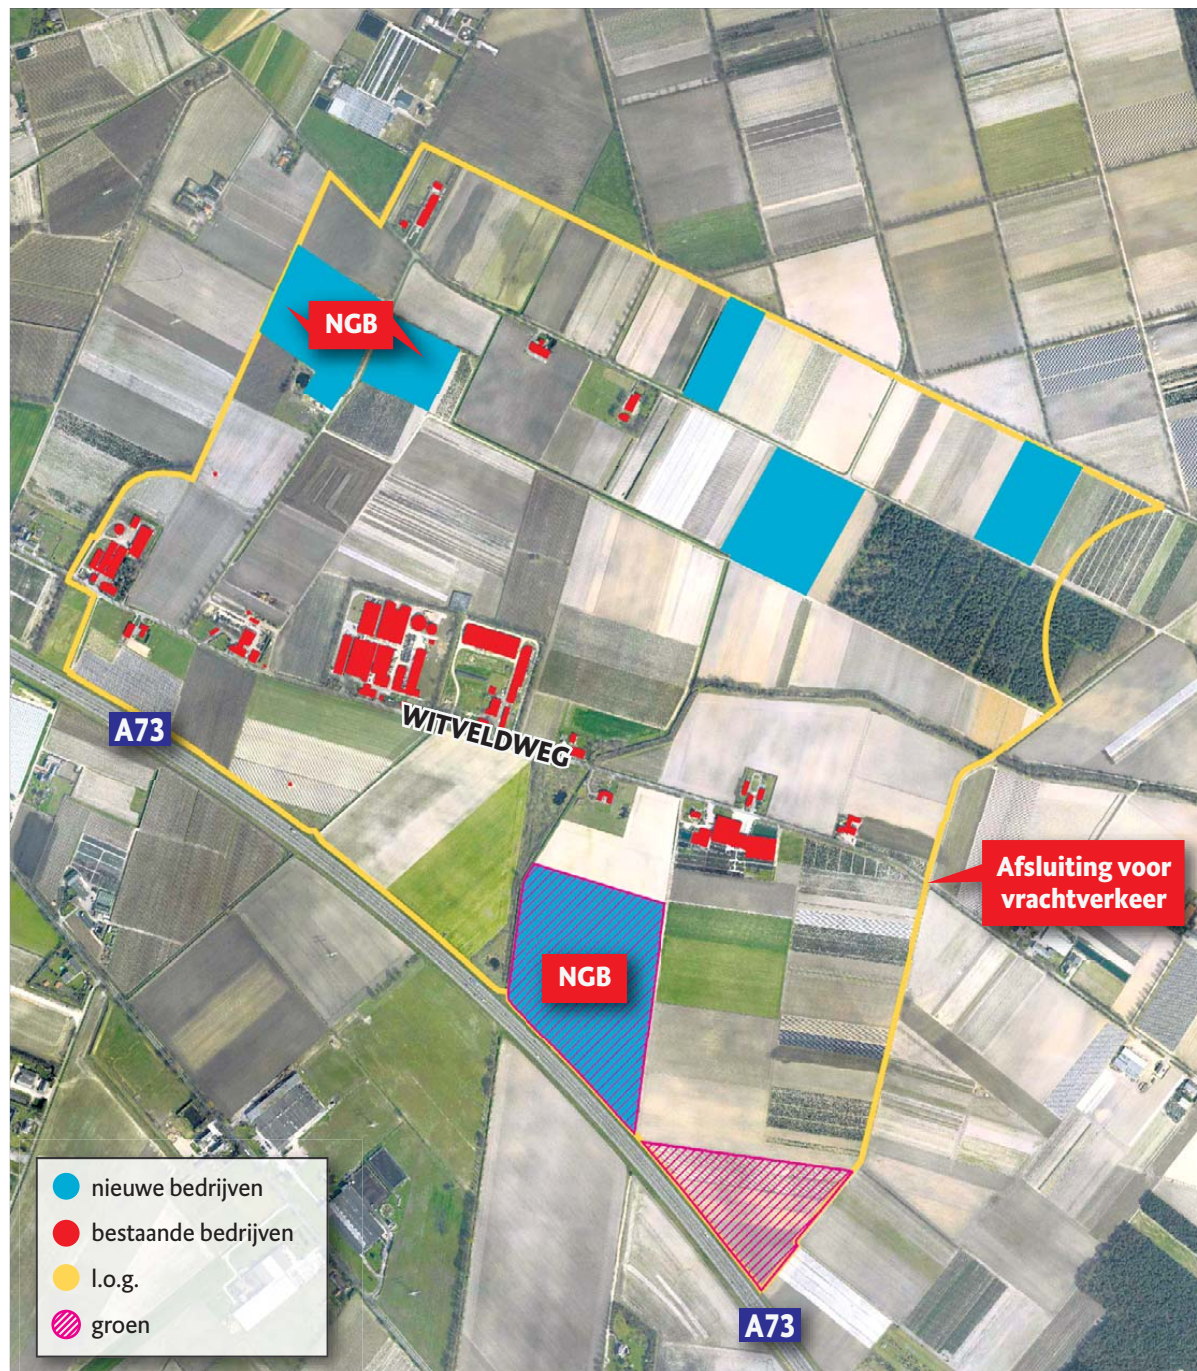 NGB
A73
WITVELDWEG
Afsluiting voor
vrachtverkeer
NGB
nieuwe bedrijven
bestaande bedrijven
l.o.g.
groen
A73